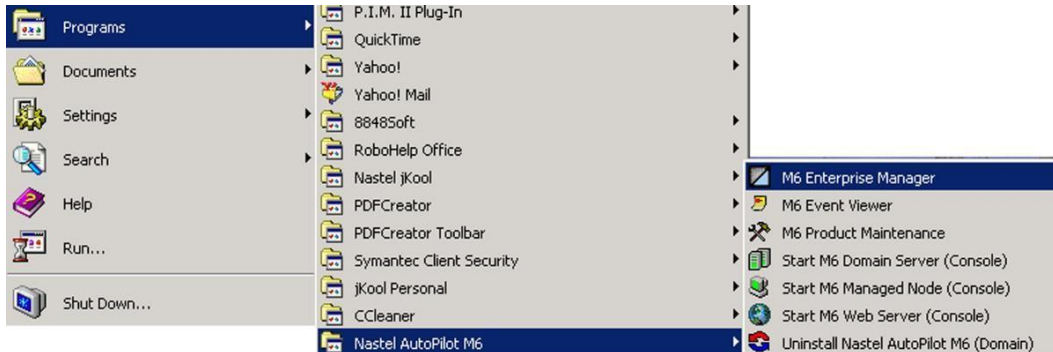 Programs
Documents
Settings
Search
Help
Run...
Shut Down...
P.I.M. II Plug-In
QuickTime
Yahoo!
Yahoo! Mail
8848Soft
RoboHelp Office
Nastel jKool
PDFCreator
PDFCreator Toolbar
Symantec Client Security
jKool Personal
CCleaner
Nastel AutoPilot M6
M6 Enterprise Manager
M6 Event Viewer
M6 Product Maintenance
Start M6 Domain Server (Console)
Start M6 Managed Node (Console)
Start M6 Web Server (Console)
Uninstall Nastel AutoPilot M6 (Domain)